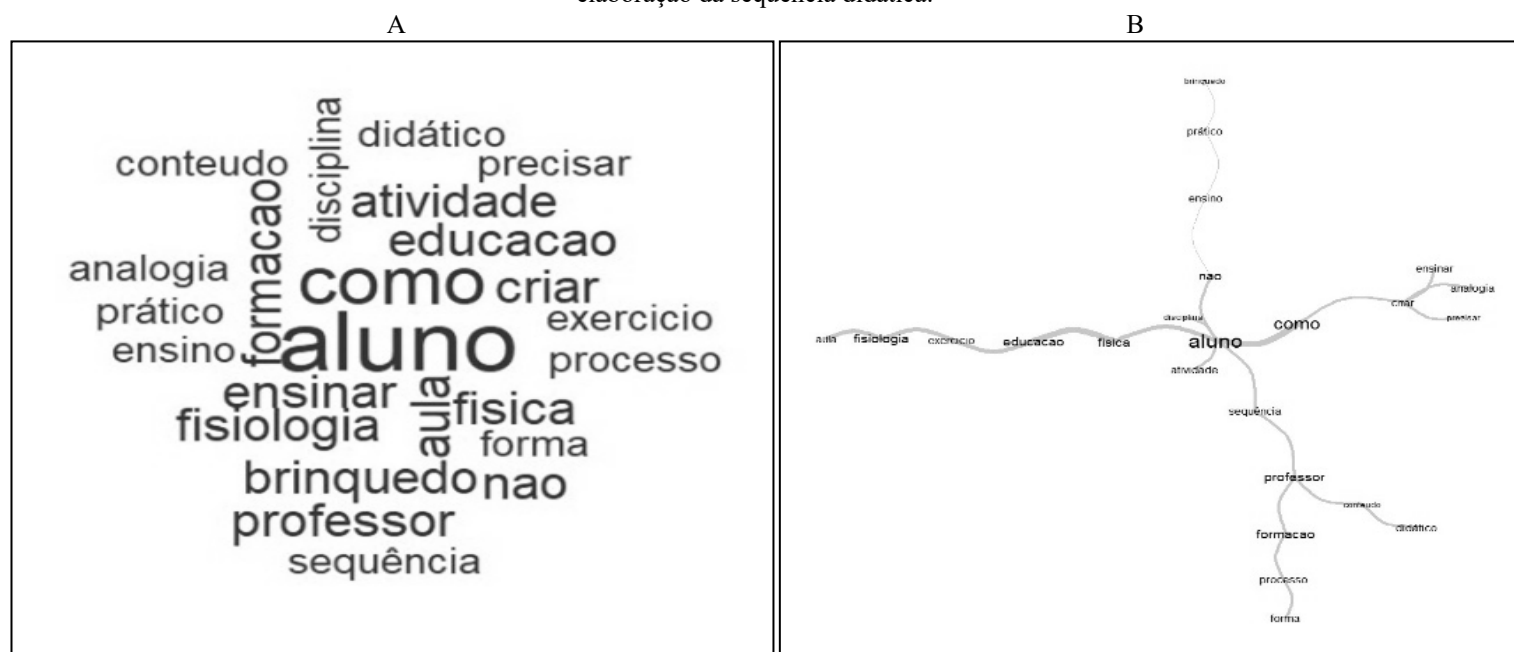 elaboração da sequência didática.
A
B
disciplina
didático
conteudo
precisar
formacao
atividade
educacao
analogia
como
criar
prático
exercicio
ensino
aluno
processo
ensinar
aula
fisica
fisiologia
forma
brinquedo
nao
professor
sequência
brinquedo
prático
ensino
nao
ensinar
analogia
criar
precisar
disciplina
como
aula
fisiologia
exercicio
educacao
fisica
aluno
atividade
sequência
professor
conteudo
didático
formacao
processo
forma